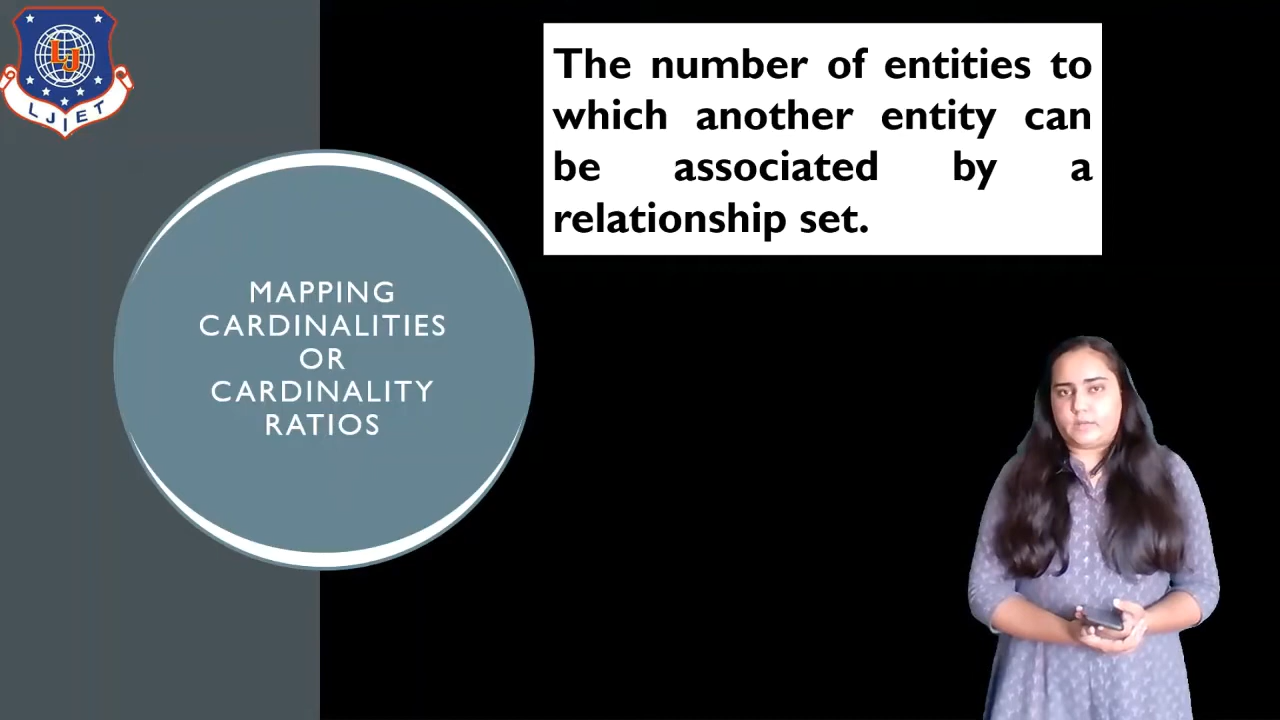 LJ
LJIET
The number of entities to
which another entity can
be associated by a
relationship set.
MAPPING
CARDINALITIES
OR
CARDINALITY
RATIOS